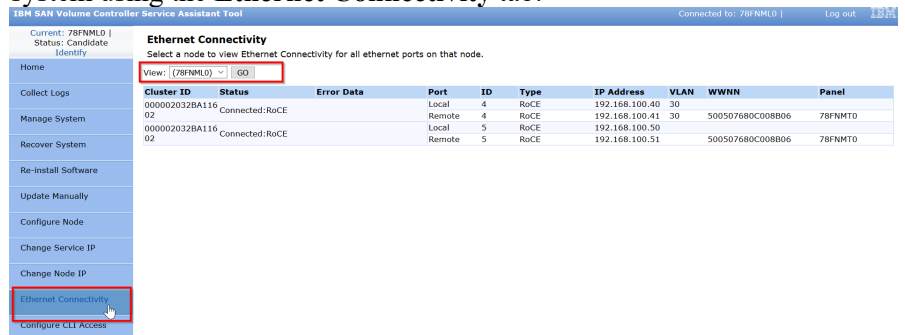 system using the Ethernet Connectivity tab.
IBM SAN Volume Controller Service Assistant Tool
Connected to: 78FNML0 | Log out IBM
Current: 78FNML0 |
Status: Candidate
Identify
Home
Collect Logs
Manage System
Recover System
Re-install Software
Update Manually
Configure Node
Change Service IP
Change Node IP
Ethernet Connectivity
Configure CLI Access
Ethernet Connectivity
Select a node to view Ethernet Connectivity for all ethernet ports on that node.
View: (78FNML0) GO
Cluster ID Status Error Data Port ID Type IP Address VLAN WWNN Panel
000002032BA116 02 Connected:RoCE Local 4 RoCE 192.168.100.40 30
Remote 4 RoCE 192.168.100.41 30 500507680C008B06 78FNMT0
000002032BA116 02 Connected:RoCE Local 5 RoCE 192.168.100.50
Remote 5 RoCE 192.168.100.51 500507680C008B06 78FNMT0